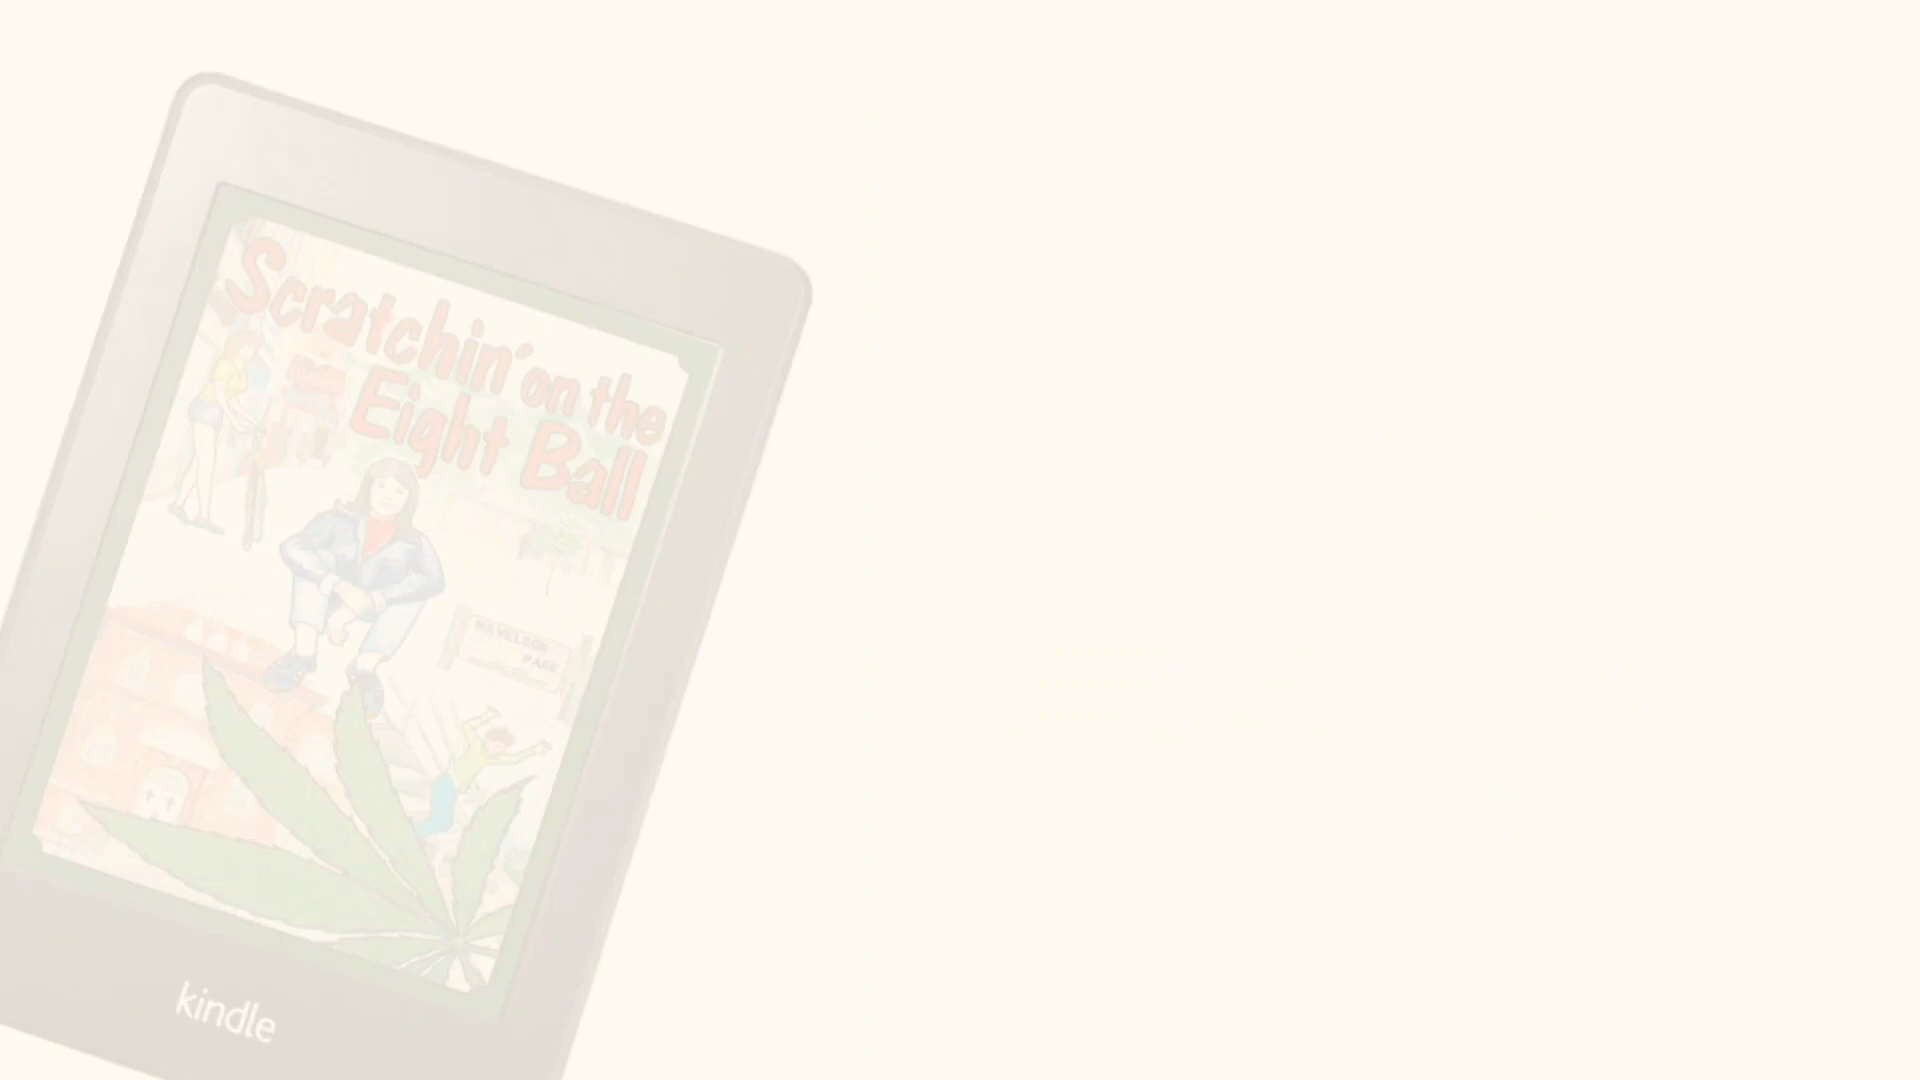 Scratchin' on the
Eight Ball
HAVELOCK
PARK
kindle